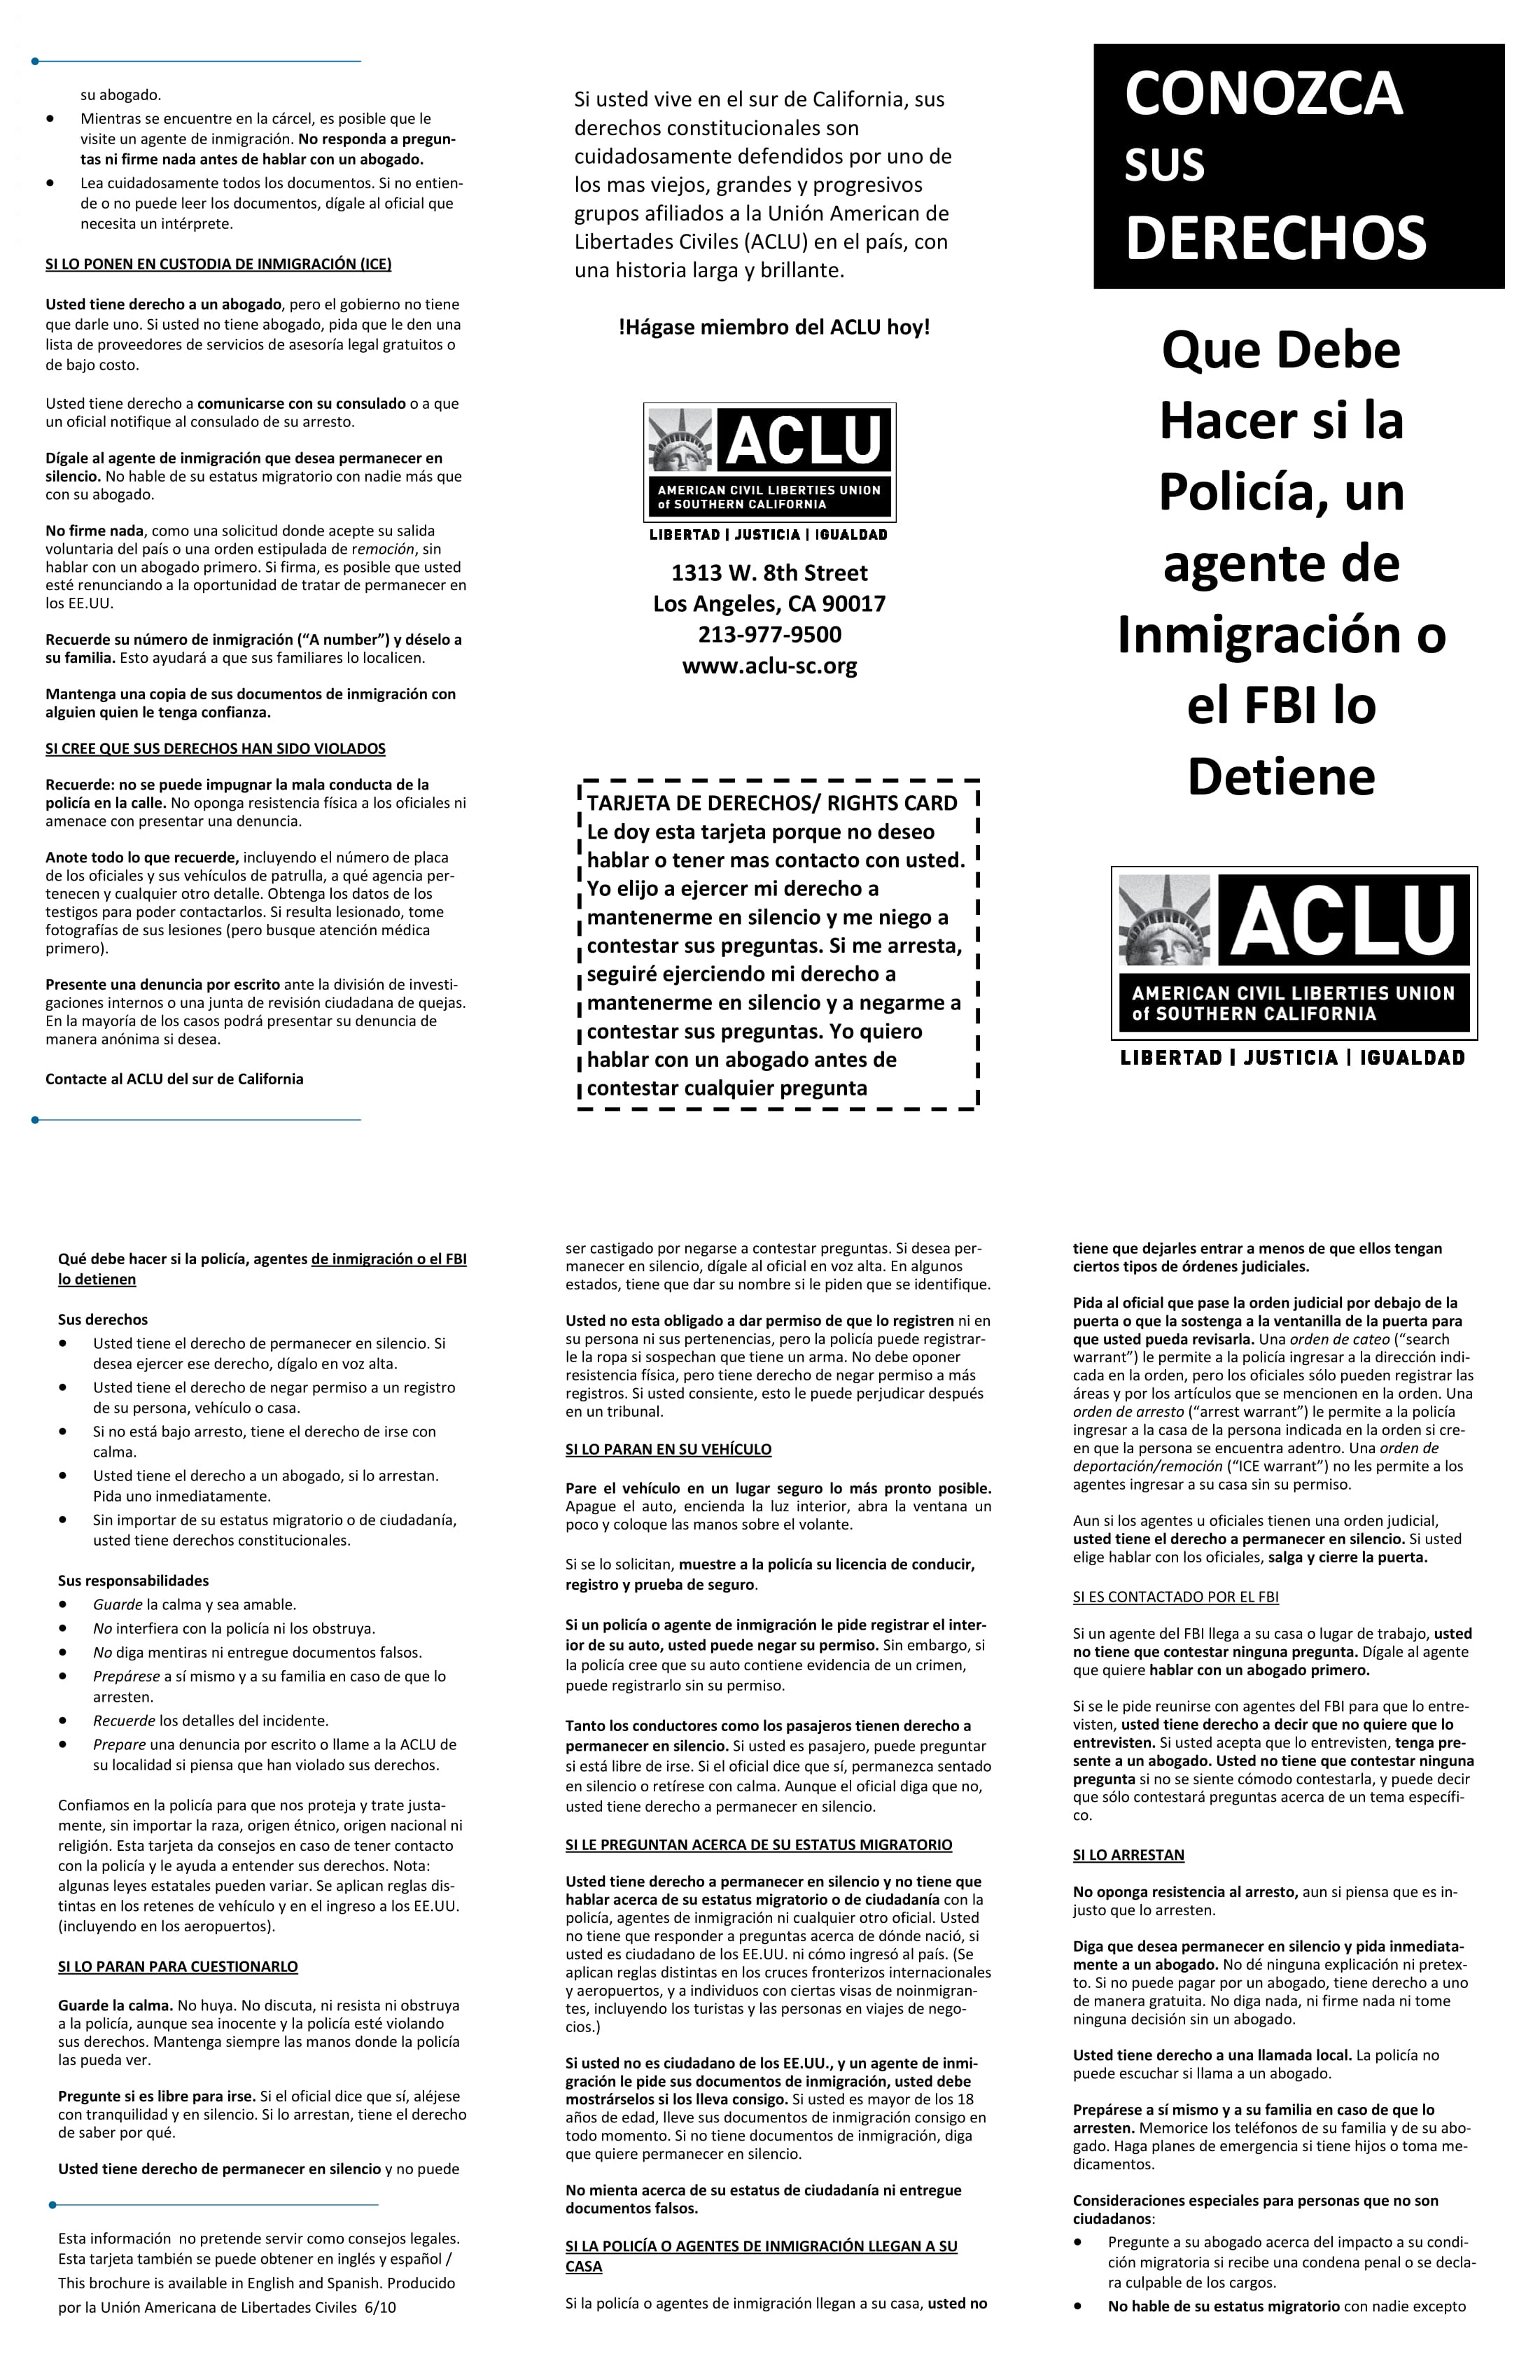 su abogado.
● Mientras se encuentre en la cárcel, es posible que le
visite un agente de inmigración. No responda a pregun-
tas ni firme nada antes de hablar con un abogado.
● Lea cuidadosamente todos los documentos. Si no entien-
de o no puede leer los documentos, dígale al oficial que
necesita un intérprete.
SI LO PONEN EN CUSTODIA DE INMIGRACIÓN (ICE)
Usted tiene derecho a un abogado, pero el gobierno no tiene
que darle uno. Si usted no tiene abogado, pida que le den una
lista de proveedores de servicios de asesoría legal gratuitos o
de bajo costo.
Usted tiene derecho a comunicarse con su consulado o a que
un oficial notifique al consulado de su arresto.
Dígale al agente de inmigración que desea permanecer en
silencio. No hable de su estatus migratorio con nadie más que
con su abogado.
No firme nada, como una solicitud donde acepte su salida
voluntaria del país o una orden estipulada de remoción, sin
hablar con un abogado primero. Si firma, es posible que usted
esté renunciando a la oportunidad de tratar de permanecer en
los EE.UU.
Recuerde su número de inmigración (“A number”) y déselo a
su familia. Esto ayudará a que sus familiares lo localicen.
Mantenga una copia de sus documentos de inmigración con
alguien quien le tenga confianza.
SI CREE QUE SUS DERECHOS HAN SIDO VIOLADOS
Recuerde: no se puede impugnar la mala conducta de la
policía en la calle. No oponga resistencia física a los oficiales ni
amenace con presentar una denuncia.
Anote todo lo que recuerde, incluyendo el número de placa
de los oficiales y sus vehículos de patrulla, a qué agencia per-
tenecen y cualquier otro detalle. Obtenga los datos de los
testigos para poder contactarlos. Si resulta lesionado, tome
fotografías de sus lesiones (pero busque atención médica
primero).
Presente una denuncia por escrito ante la división de investi-
gaciones internos o una junta de revisión ciudadana de quejas.
En la mayoría de los casos podrá presentar su denuncia de
manera anónima si desea.
Contacte al ACLU del sur de California
Si usted vive en el sur de California, sus
derechos constitucionales son
cuidadosamente defendidos por uno de
los mas viejos, grandes y progresivos
grupos afiliados a la Unión American de
Libertades Civiles (ACLU) en el país, con
una historia larga y brillante.
!Hágase miembro del ACLU hoy!
ACLU
AMERICAN CIVIL LIBERTIES UNION
of SOUTHERN CALIFORNIA
LIBERTAD | JUSTICIA | IGUALDAD
1313 W. 8th Street
Los Angeles, CA 90017
213-977-9500
www.aclu-sc.org
TARJETA DE DERECHOS/ RIGHTS CARD
Le doy esta tarjeta porque no deseo
hablar o tener mas contacto con usted.
Yo elijo a ejercer mi derecho a
mantenerme en silencio y me niego a
contestar sus preguntas. Si me arresta,
seguiré ejerciendo mi derecho a
mantenerme en silencio y a negarme a
contestar sus preguntas. Yo quiero
hablar con un abogado antes de
contestar cualquier pregunta
CONOZCA
SUS
DERECHOS
Que Debe
Hacer si la
Policía, un
agente de
Inmigración o
el FBI lo
Detiene
ACLU
AMERICAN CIVIL LIBERTIES UNION
of SOUTHERN CALIFORNIA
LIBERTAD | JUSTICIA | IGUALDAD
Qué debe hacer si la policía, agentes de inmigración o el FBI
lo detienen
Sus derechos
● Usted tiene el derecho de permanecer en silencio. Si
desea ejercer ese derecho, dígalo en voz alta.
● Usted tiene el derecho de negar permiso a un registro
de su persona, vehículo o casa.
● Si no está bajo arresto, tiene el derecho de irse con
calma.
● Usted tiene el derecho a un abogado, si lo arrestan.
Pida uno inmediatamente.
● Sin importar de su estatus migratorio o de ciudadanía,
usted tiene derechos constitucionales.
Sus responsabilidades
● Guarde la calma y sea amable.
● No interfiera con la policía ni los obstruya.
● No diga mentiras ni entregue documentos falsos.
● Prepárese a sí mismo y a su familia en caso de que lo
arresten.
● Recuerde los detalles del incidente.
● Prepare una denuncia por escrito o llame a la ACLU de
su localidad si piensa que han violado sus derechos.
Confiamos en la policía para que nos proteja y trate justa-
mente, sin importar la raza, origen étnico, origen nacional ni
religión. Esta tarjeta da consejos en caso de tener contacto
con la policía y le ayuda a entender sus derechos. Nota:
algunas leyes estatales pueden variar. Se aplican reglas dis-
tintas en los retenes de vehículo y en el ingreso a los EE.UU.
(incluyendo en los aeropuertos).
SI LO PARAN PARA CUESTIONARLO
Guarde la calma. No huya. No discuta, ni resista ni obstruya
a la policía, aunque sea inocente y la policía esté violando
sus derechos. Mantenga siempre las manos donde la policía
las pueda ver.
Pregunte si es libre para irse. Si el oficial dice que sí, aléjese
con tranquilidad y en silencio. Si lo arrestan, tiene el derecho
de saber por qué.
Usted tiene derecho de permanecer en silencio y no puede
Esta información no pretende servir como consejos legales.
Esta tarjeta también se puede obtener en inglés y español /
This brochure is available in English and Spanish. Producido
por la Unión Americana de Libertades Civiles 6/10
ser castigado por negarse a contestar preguntas. Si desea per-
manecer en silencio, dígale al oficial en voz alta. En algunos
estados, tiene que dar su nombre si le piden que se identifique.
Usted no esta obligado a dar permiso de que lo registren ni en
su persona ni sus pertenencias, pero la policía puede registrar-
le la ropa si sospechan que tiene un arma. No debe oponer
resistencia física, pero tiene derecho de negar permiso a más
registros. Si usted consiente, esto le puede perjudicar después
en un tribunal.
SI LO PARAN EN SU VEHÍCULO
Pare el vehículo en un lugar seguro lo más pronto posible.
Apague el auto, encienda la luz interior, abra la ventana un
poco y coloque las manos sobre el volante.
Si se lo solicitan, muestre a la policía su licencia de conducir,
registro y prueba de seguro.
Si un policía o agente de inmigración le pide registrar el inter-
ior de su auto, usted puede negar su permiso. Sin embargo, si
la policía cree que su auto contiene evidencia de un crimen,
puede registrarlo sin su permiso.
Tanto los conductores como los pasajeros tienen derecho a
permanecer en silencio. Si usted es pasajero, puede preguntar
si está libre de irse. Si el oficial dice que sí, permanezca sentado
en silencio o retírese con calma. Aunque el oficial diga que no,
usted tiene derecho a permanecer en silencio.
SI LE PREGUNTAN ACERCA DE SU ESTATUS MIGRATORIO
Usted tiene derecho a permanecer en silencio y no tiene que
hablar acerca de su estatus migratorio o de ciudadanía con la
policía, agentes de inmigración ni cualquier otro oficial. Usted
no tiene que responder a preguntas acerca de dónde nació, si
usted es ciudadano de los EE.UU. ni cómo ingresó al país. (Se
aplican reglas distintas en los cruces fronterizos internacionales
y aeropuertos, y a individuos con ciertas visas de noinmigran-
tes, incluyendo los turistas y las personas en viajes de nego-
cios.)
Si usted no es ciudadano de los EE.UU., y un agente de inmi-
gración le pide sus documentos de inmigración, usted debe
mostrárselos si los lleva consigo. Si usted es mayor de los 18
años de edad, lleve sus documentos de inmigración consigo en
todo momento. Si no tiene documentos de inmigración, diga
que quiere permanecer en silencio.
No mienta acerca de su estatus de ciudadanía ni entregue
documentos falsos.
SI LA POLICÍA O AGENTES DE INMIGRACIÓN LLEGAN A SU
CASA
Si la policía o agentes de inmigración llegan a su casa, usted no
tiene que dejarles entrar a menos de que ellos tengan
ciertos tipos de órdenes judiciales.
Pida al oficial que pase la orden judicial por debajo de la
puerta o que la sostenga a la ventanilla de la puerta para
que usted pueda revisarla. Una orden de cateo (“search
warrant”) le permite a la policía ingresar a la dirección indi-
cada en la orden, pero los oficiales sólo pueden registrar las
áreas y por los artículos que se mencionen en la orden. Una
orden de arresto (“arrest warrant”) le permite a la policía
ingresar a la casa de la persona indicada en la orden si cre-
en que la persona se encuentra adentro. Una orden de
deportación/remoción (“ICE warrant”) no les permite a los
agentes ingresar a su casa sin su permiso.
Aun si los agentes u oficiales tienen una orden judicial,
usted tiene el derecho a permanecer en silencio. Si usted
elige hablar con los oficiales, salga y cierre la puerta.
SI ES CONTACTADO POR EL FBI
Si un agente del FBI llega a su casa o lugar de trabajo, usted
no tiene que contestar ninguna pregunta. Dígale al agente
que quiere hablar con un abogado primero.
Si se le pide reunirse con agentes del FBI para que lo entre-
visten, usted tiene derecho a decir que no quiere que lo
entrevisten. Si usted acepta que lo entrevisten, tenga pre-
sente a un abogado. Usted no tiene que contestar ninguna
pregunta si no se siente cómodo contestarla, y puede decir
que sólo contestará preguntas acerca de un tema específi-
co.
SI LO ARRESTAN
No oponga resistencia al arresto, aun si piensa que es in-
justo que lo arresten.
Diga que desea permanecer en silencio y pida inmediata-
mente a un abogado. No dé ninguna explicación ni pretex-
to. Si no puede pagar por un abogado, tiene derecho a uno
de manera gratuita. No diga nada, ni firme nada ni tome
ninguna decisión sin un abogado.
Usted tiene derecho a una llamada local. La policía no
puede escuchar si llama a un abogado.
Prepárese a sí mismo y a su familia en caso de que lo
arresten. Memorice los teléfonos de su familia y de su abo-
gado. Haga planes de emergencia si tiene hijos o toma me-
dicamentos.
Consideraciones especiales para personas que no son
ciudadanos:
● Pregunte a su abogado acerca del impacto a su condi-
ción migratoria si recibe una condena penal o se decla-
ra culpable de los cargos.
● No hable de su estatus migratorio con nadie excepto